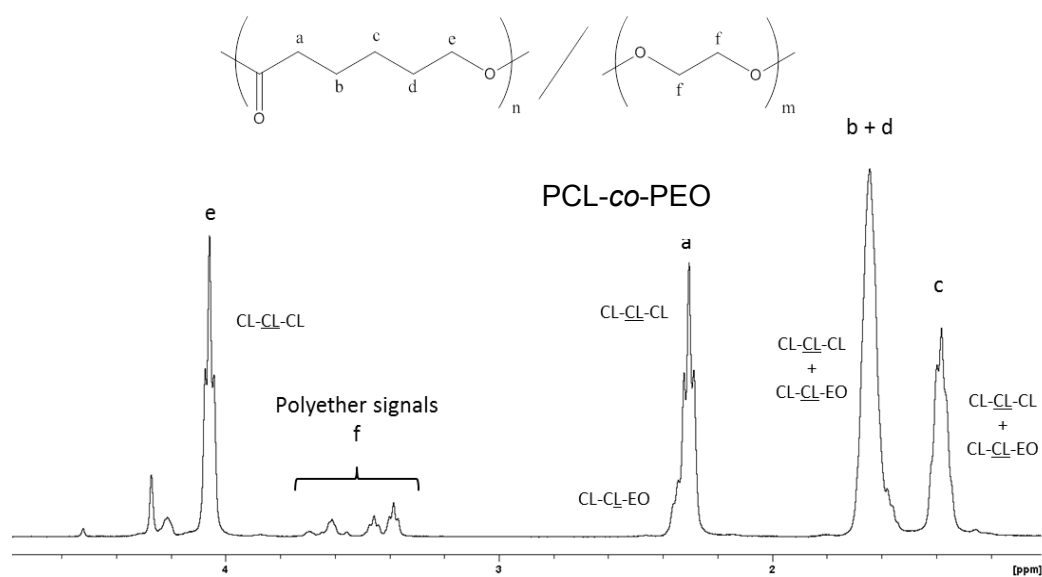 a
c
e
f
b
d
O
O
n
O
O
f
m
b + d
PCL-co-PEO
e
a
c
CL-CL-CL
CL-CL-CL
CL-CL-CL
+
CL-CL-EO
Polyether signals
f
CL-CL-CL
+
CL-CL-EO
CL-CL-EO
4
3
2
[ppm]